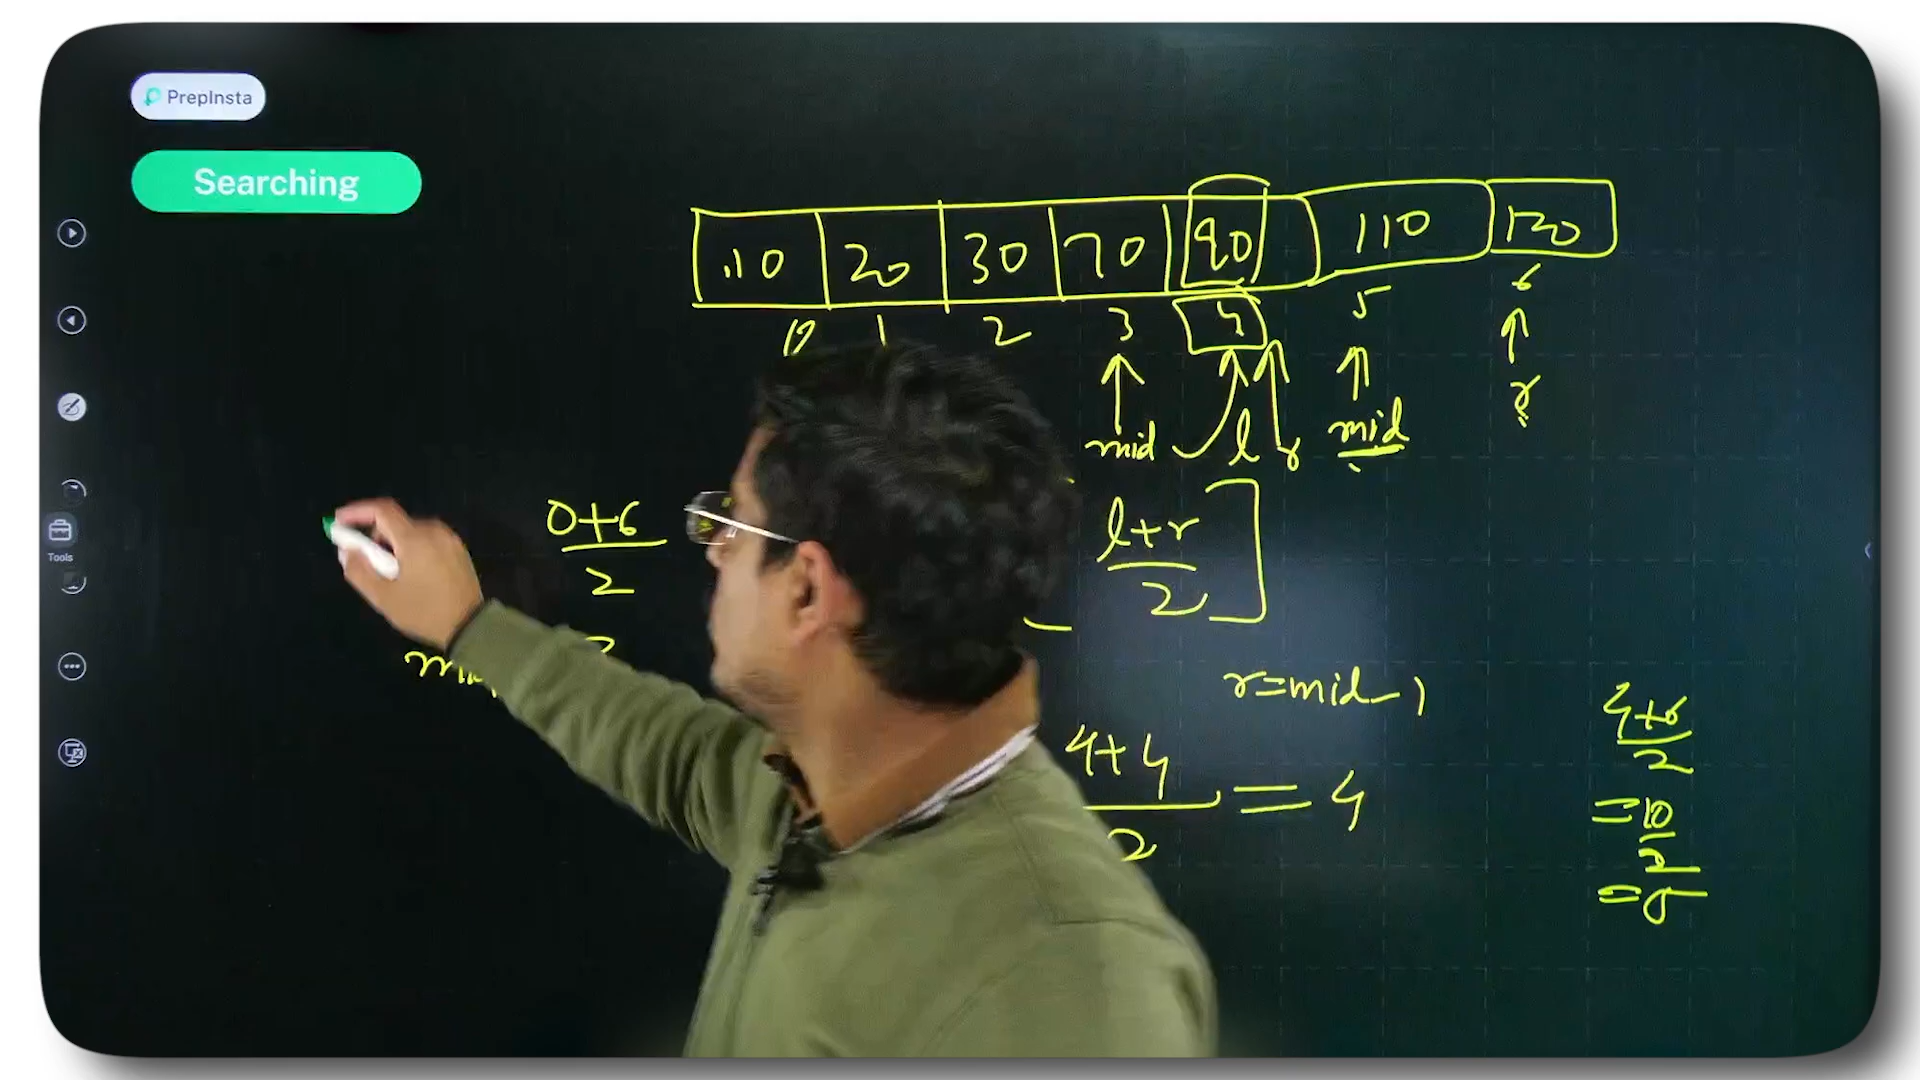 PrepInsta
Searching
10 20 30 70 90 110 120
0 1 2 3 4 5 6
mid l r mid r
0+6
2
l+r
2
r=mid-1
4+4
2
= 4
4+6
2
=10
2
=5
Tools